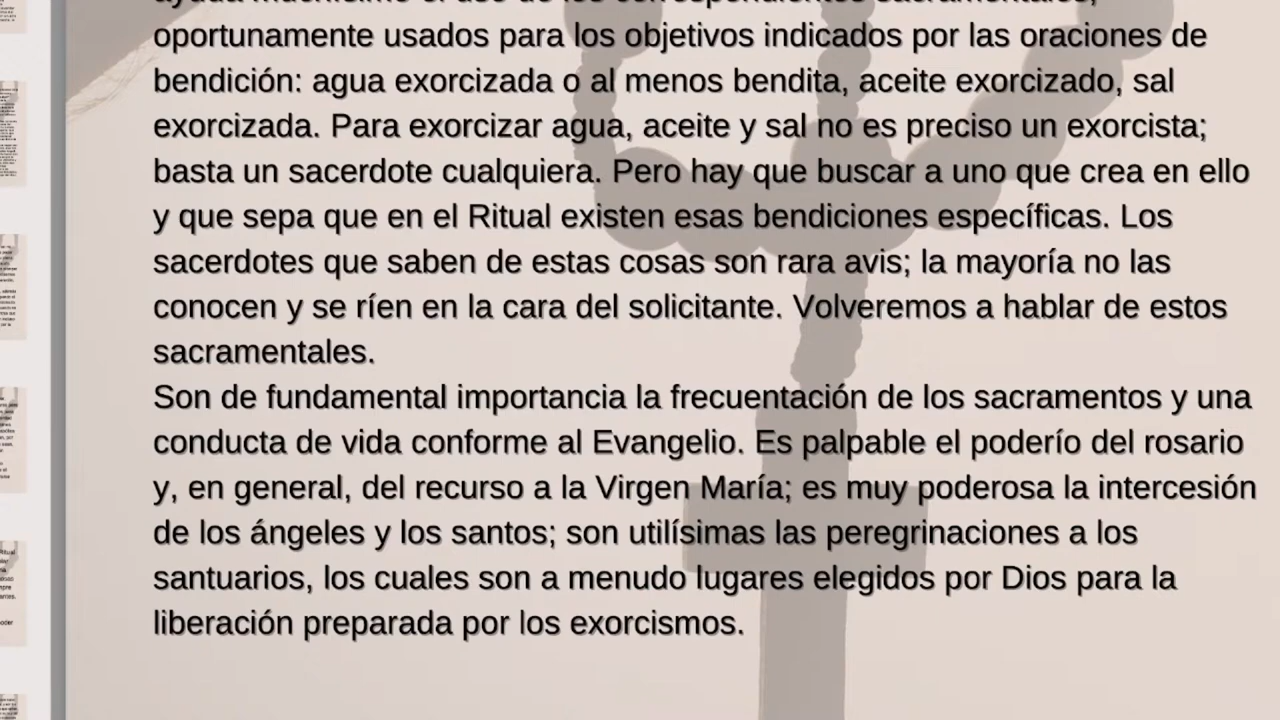 oportunamente usados para los objetivos indicados por las oraciones de
bendición: agua exorcizada o al menos bendita, aceite exorcizado, sal
exorcizada. Para exorcizar agua, aceite y sal no es preciso un exorcista;
basta un sacerdote cualquiera. Pero hay que buscar a uno que crea en ello
y que sepa que en el Ritual existen esas bendiciones específicas. Los
sacerdotes que saben de estas cosas son rara avis; la mayoría no las
conocen y se ríen en la cara del solicitante. Volveremos a hablar de estos
sacramentales.
Son de fundamental importancia la frecuentación de los sacramentos y una
conducta de vida conforme al Evangelio. Es palpable el poderío del rosario
y, en general, del recurso a la Virgen María; es muy poderosa la intercesión
de los ángeles y los santos; son utilísimas las peregrinaciones a los
santuarios, los cuales son a menudo lugares elegidos por Dios para la
liberación preparada por los exorcismos.